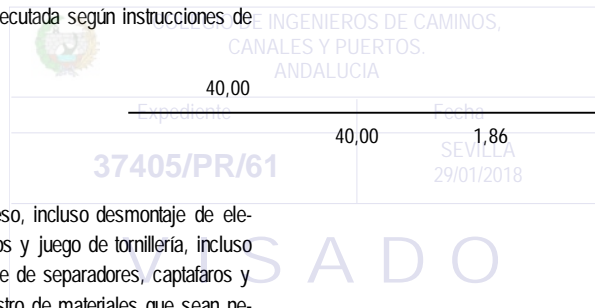 ecutada según instrucciones de
COLEGIO DE INGENIEROS DE CAMINOS,
CANALES Y PUERTOS.
ANDALUCIA
40,00
Expediente Fecha
40,00 1,86
37405/PR/61 SEVILLA
29/01/2018
eso, incluso desmontaje de ele-
os y juego de tornillería, incluso
e de separadores, captafaros y
VISADO
stro de materiales que sean ne-